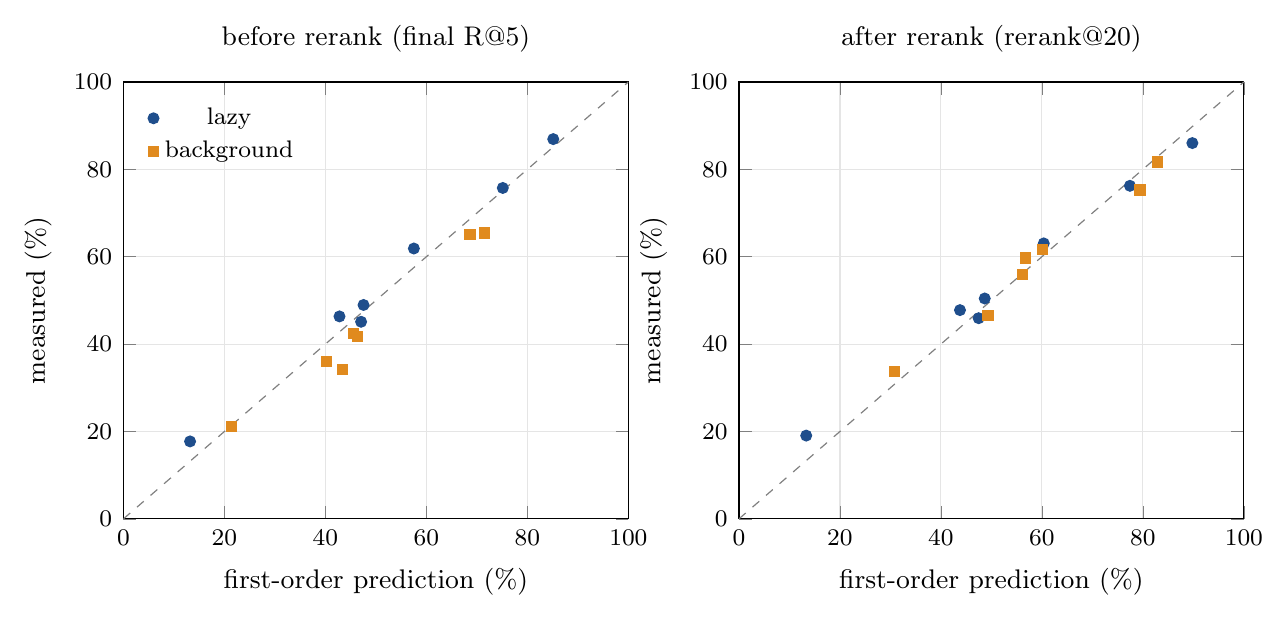 before rerank (final R@5)
100
80
60
40
20
0
measured (%)
lazy
background
0 20 40 60 80 100
first-order prediction (%)
after rerank (rerank@20)
100
80
60
40
20
0
measured (%)
0 20 40 60 80 100
first-order prediction (%)